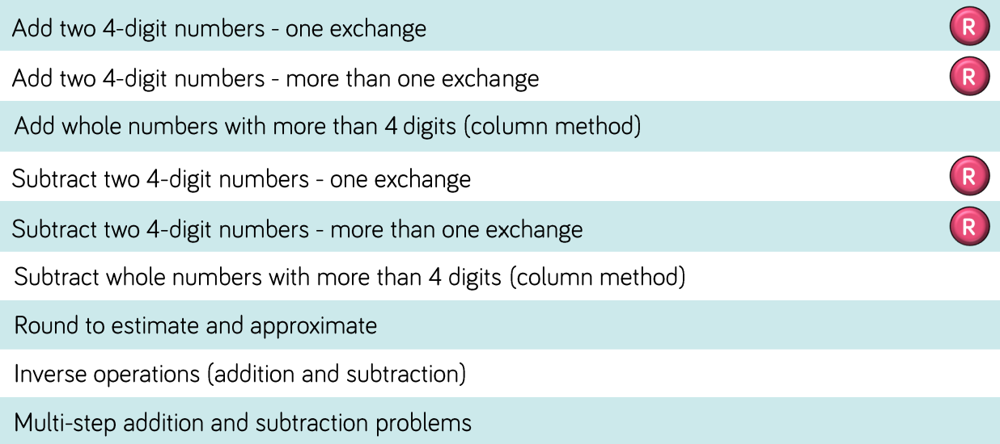 Add two 4-digit numbers - one exchange R
Add two 4-digit numbers - more than one exchange R
Add whole numbers with more than 4 digits (column method)
Subtract two 4-digit numbers - one exchange R
Subtract two 4-digit numbers - more than one exchange R
Subtract whole numbers with more than 4 digits (column method)
Round to estimate and approximate
Inverse operations (addition and subtraction)
Multi-step addition and subtraction problems